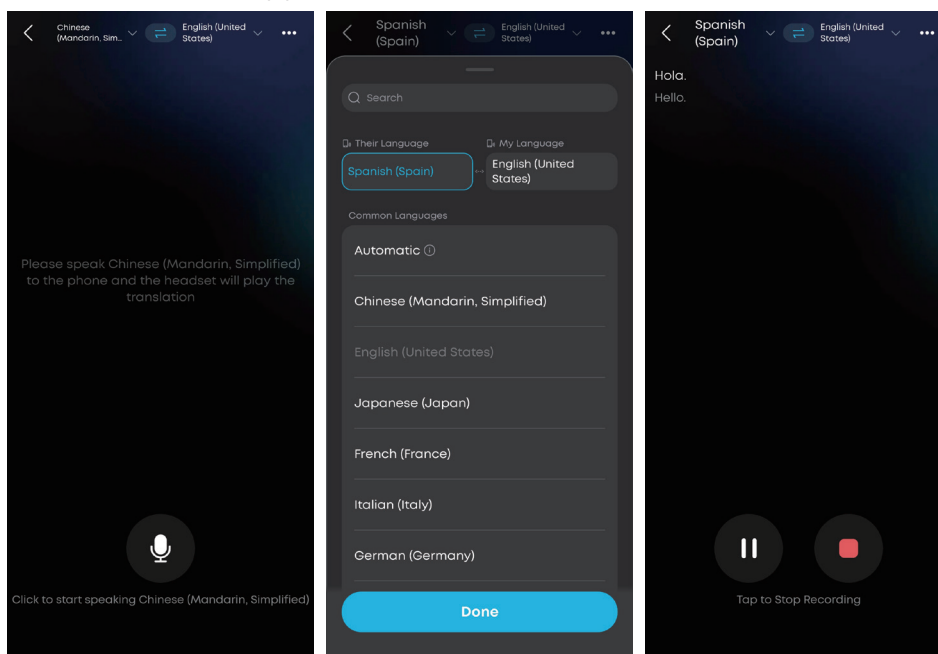 Chinese
(Mandarin, Sim...
English (United
States)
Please speak Chinese (Mandarin, Simplified)
to the phone and the headset will play the
translation
Click to start speaking Chinese (Mandarin, Simplified)
Spanish
(Spain)
English (United
States)
Search
Their Language
My Language
Spanish (Spain)
English (United
States)
Common Languages
Automatic
Chinese (Mandarin, Simplified)
English (United States)
Japanese (Japan)
French (France)
Italian (Italy)
German (Germany)
Done
Spanish
(Spain)
English (United
States)
Hola.
Hello.
Tap to Stop Recording